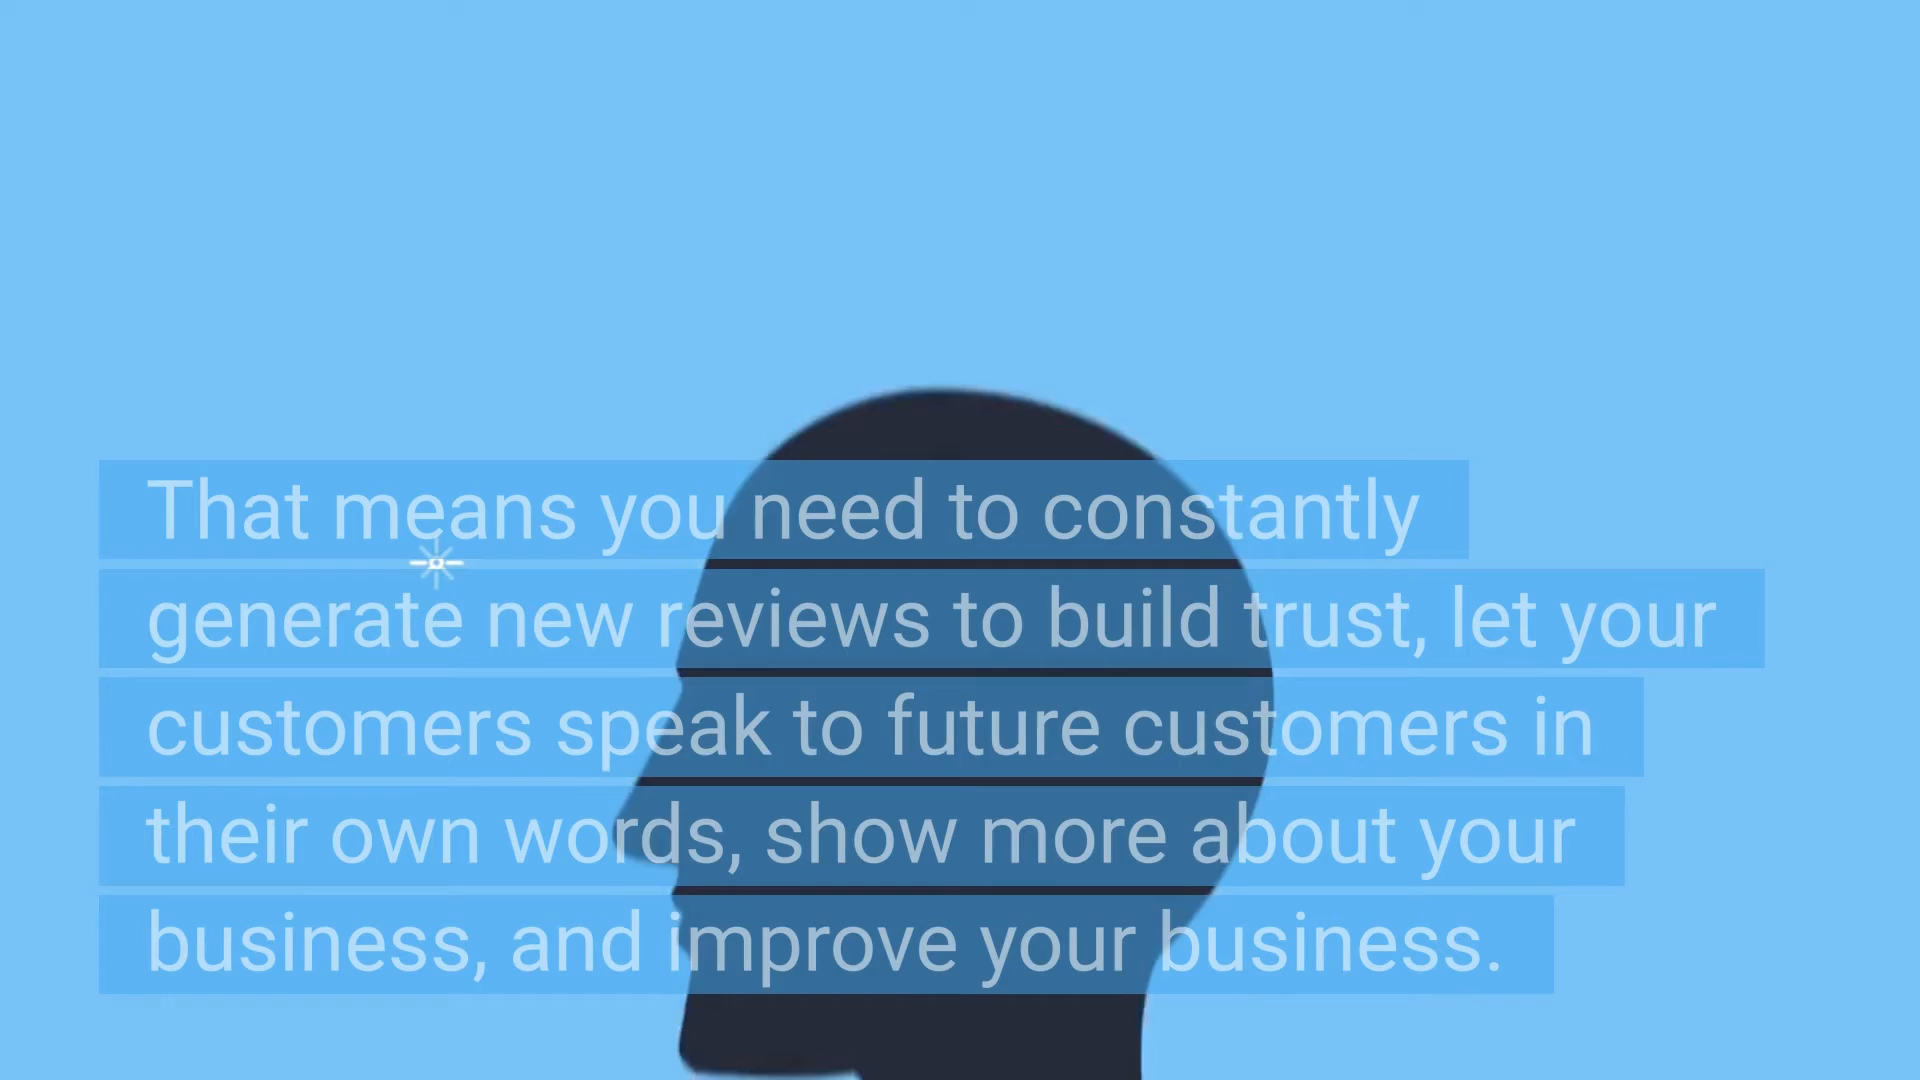 That means you need to constantly
generate new reviews to build trust, let your
customers speak to future customers in
their own words, show more about your
business, and improve your business.